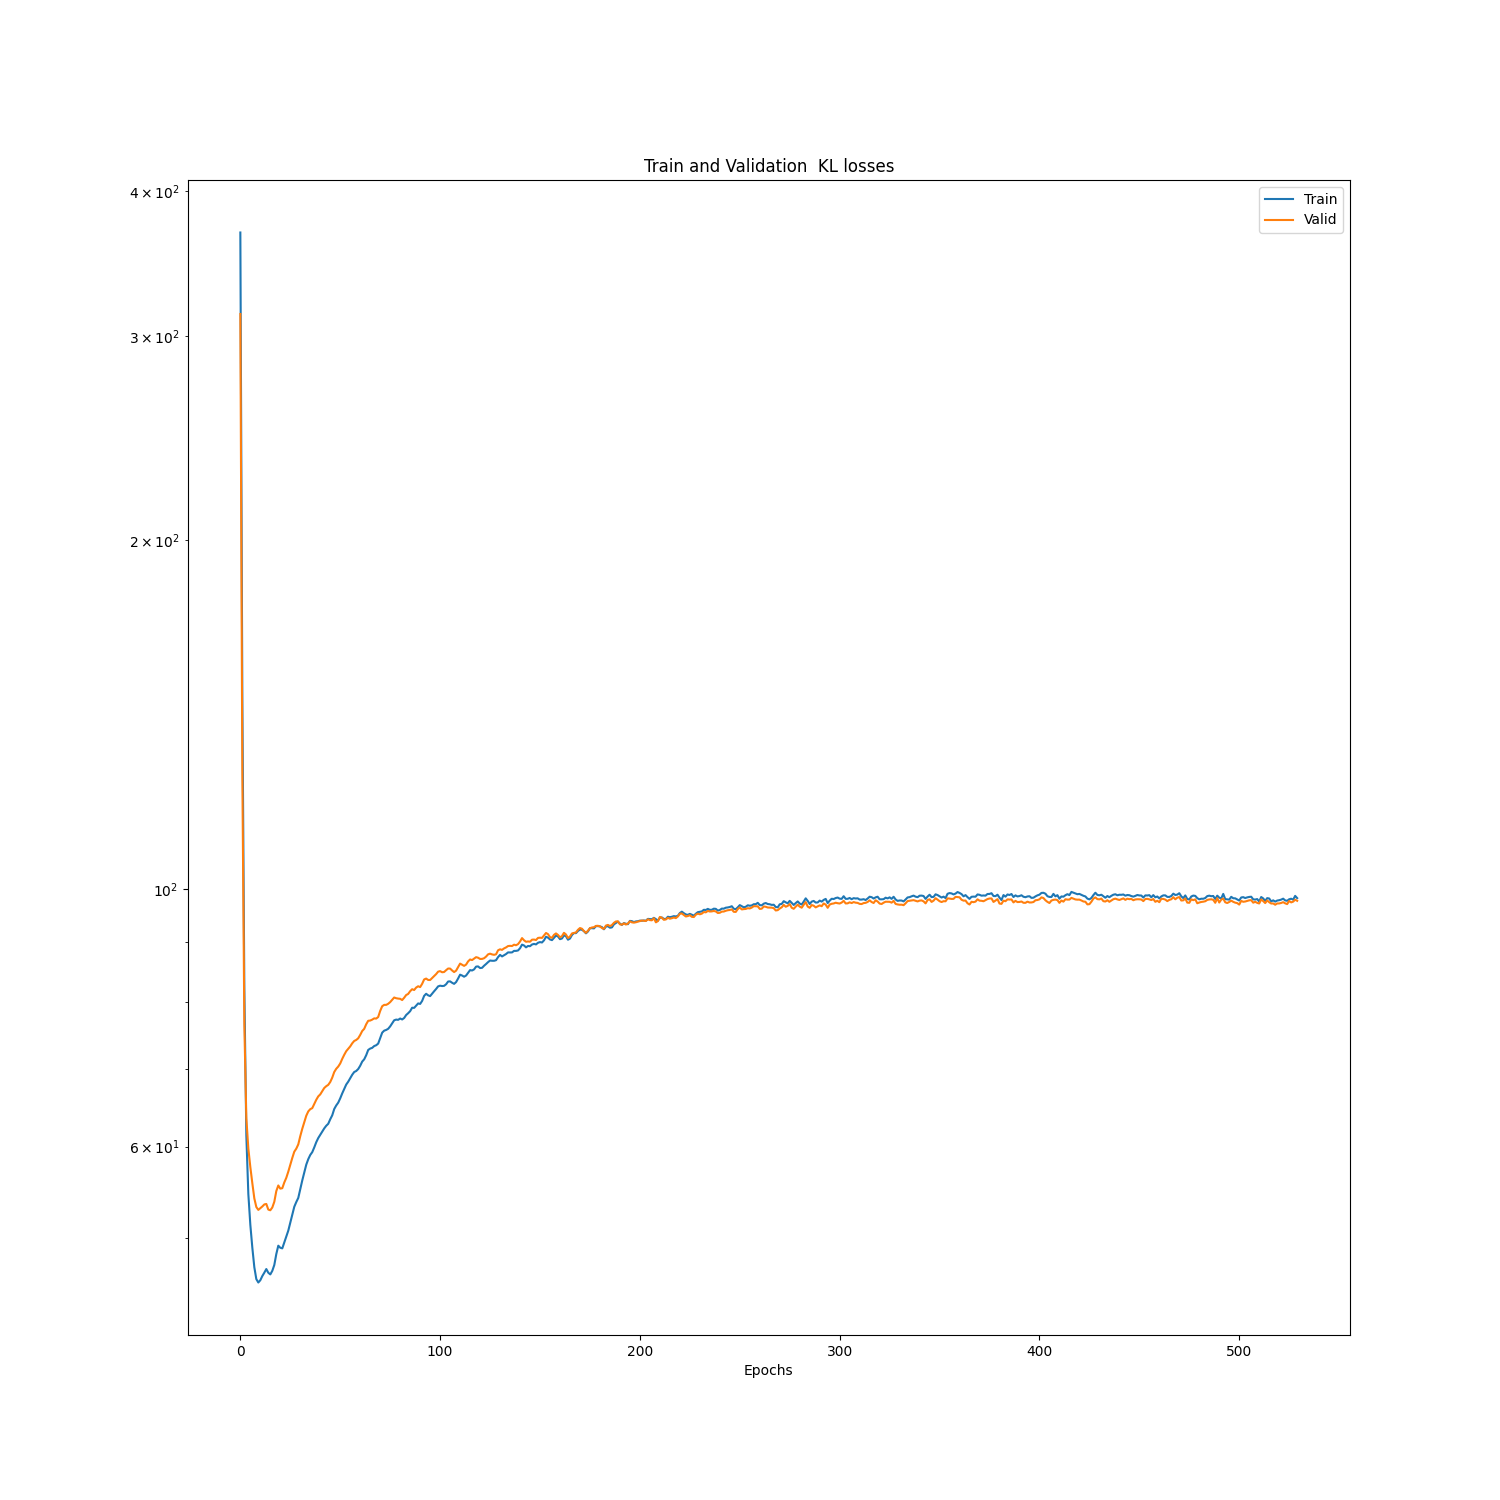 Train and Validation  KL losses
4 × 10²
3 × 10²
2 × 10²
10²
6 × 10¹
Train
Valid
0 100 200 300 400 500
Epochs